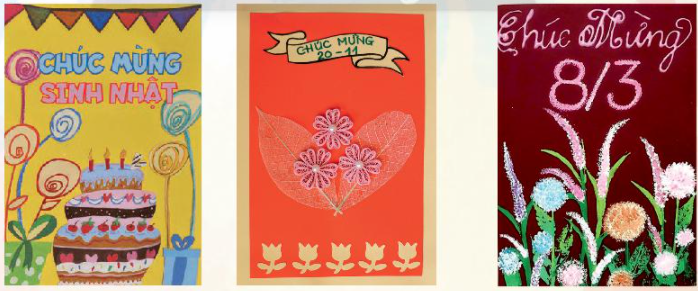 CHÚC MỪNG
SINH NHẬT
CHÚC MỪNG
20-11
Chúc Mừng
8/3